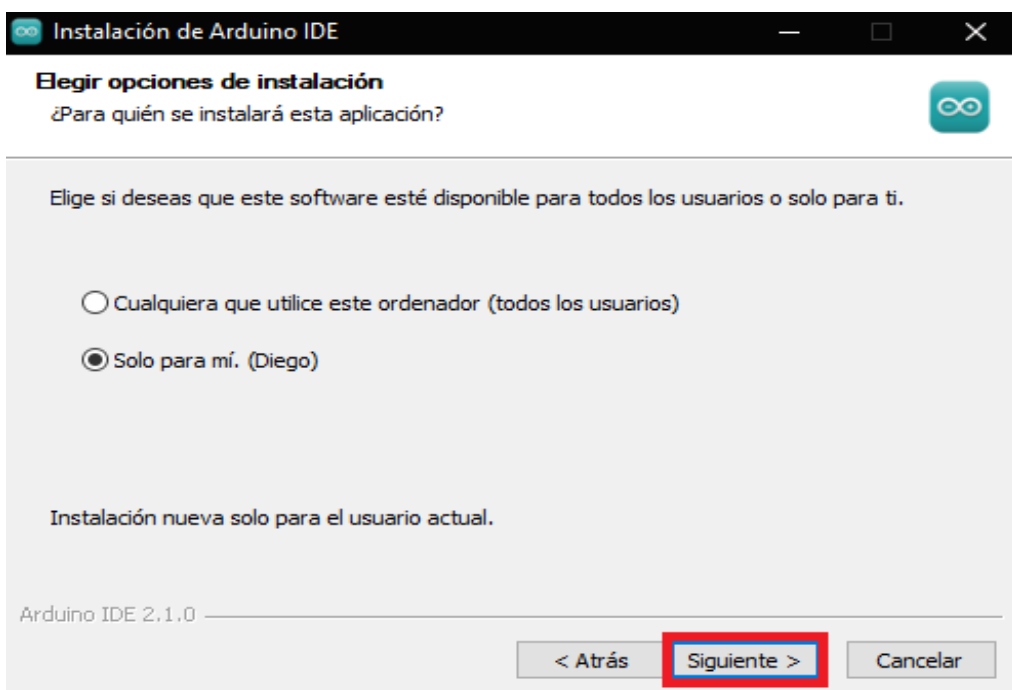 Instalación de Arduino IDE
Elegir opciones de instalación
¿Para quién se instalará esta aplicación?
Elige si deseas que este software esté disponible para todos los usuarios o solo para ti.
Cualquiera que utilice este ordenador (todos los usuarios)
Solo para mí. (Diego)
Instalación nueva solo para el usuario actual.
Arduino IDE 2.1.0
< Atrás Siguiente > Cancelar